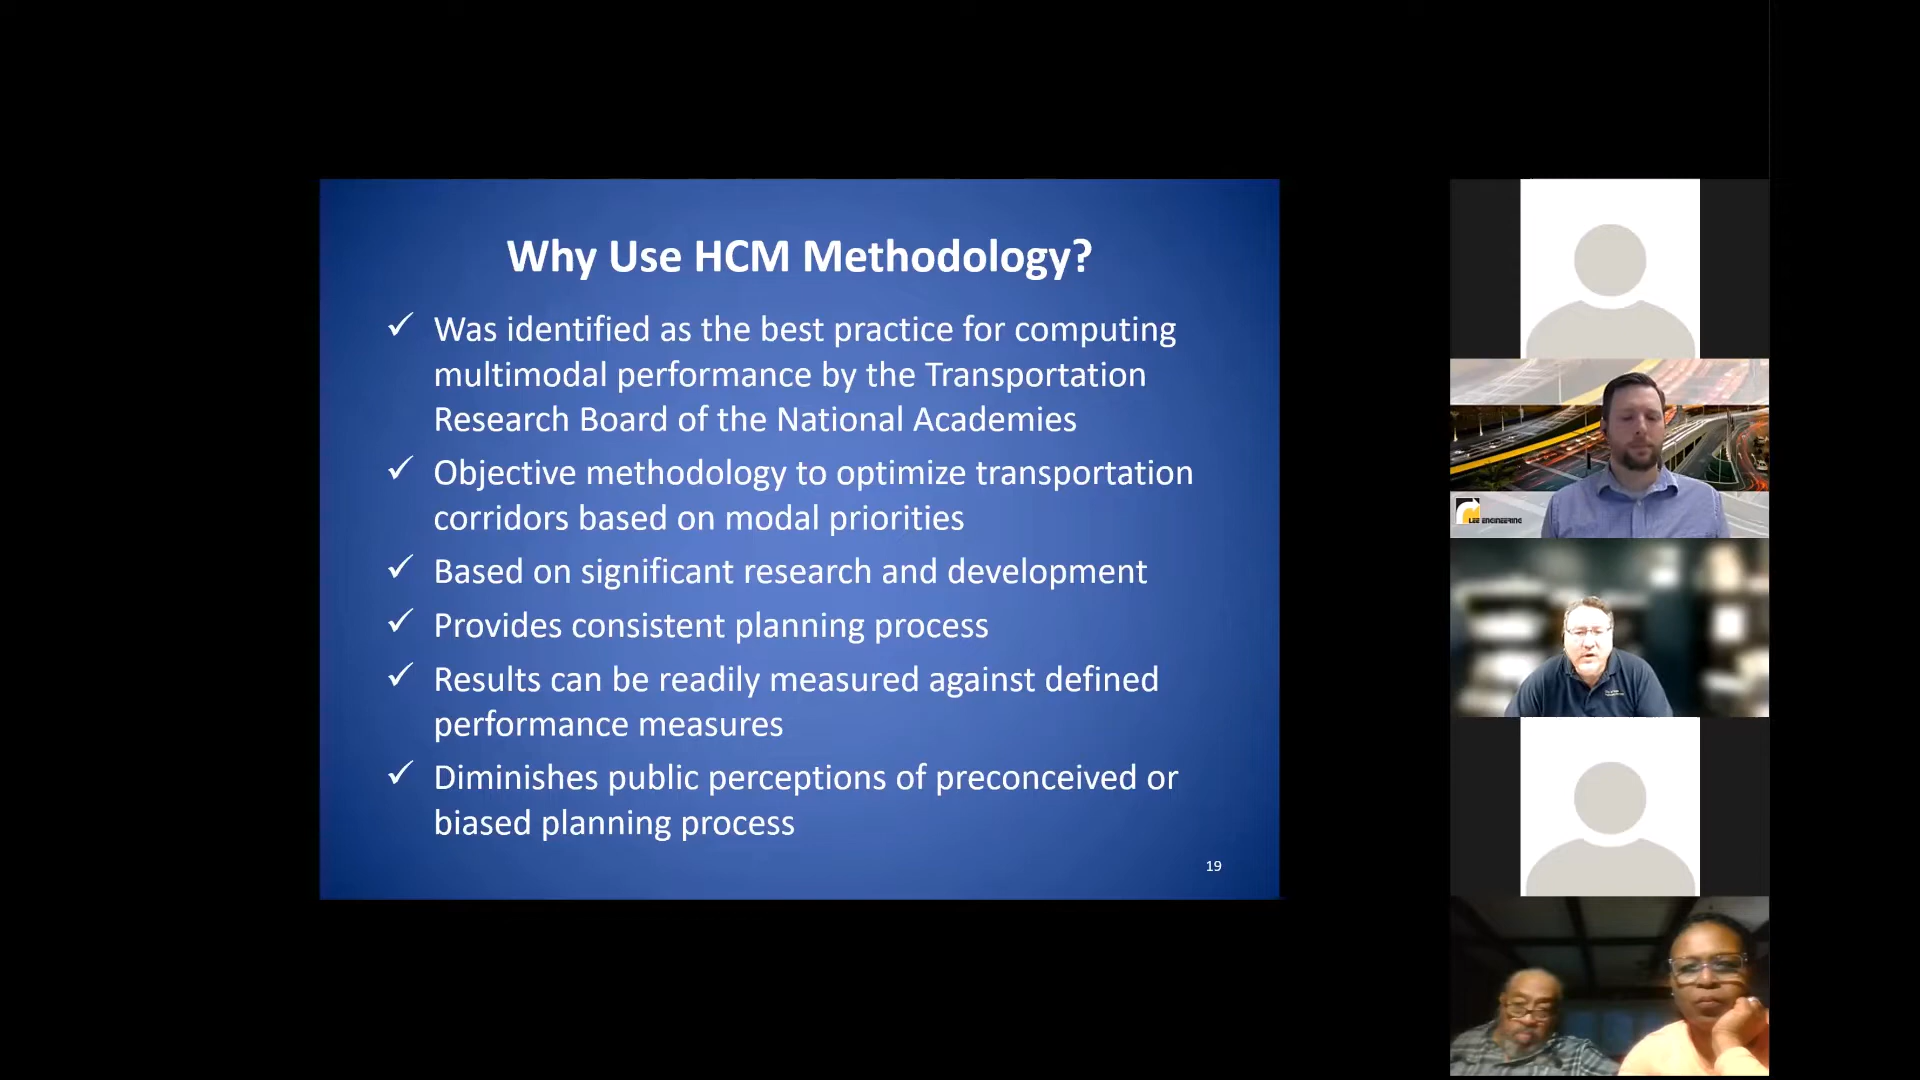 Why Use HCM Methodology?
✓ Was identified as the best practice for computing
multimodal performance by the Transportation
Research Board of the National Academies
✓ Objective methodology to optimize transportation
corridors based on modal priorities
✓ Based on significant research and development
✓ Provides consistent planning process
✓ Results can be readily measured against defined
performance measures
✓ Diminishes public perceptions of preconceived or
biased planning process
19
LEE ENGINEERING